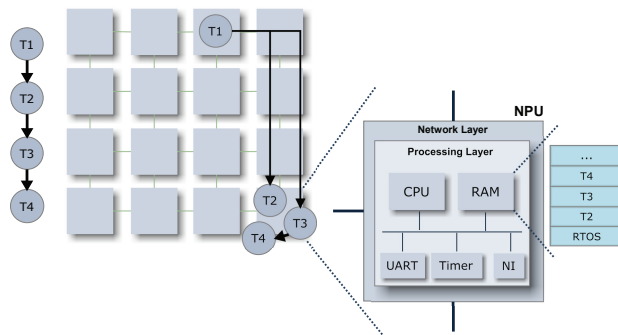 T1
T2
T3
T4
T1
T2
T3
T4
NPU
Network Layer
Processing Layer
CPU
RAM
UART
Timer
NI
...
T4
T3
T2
RTOS